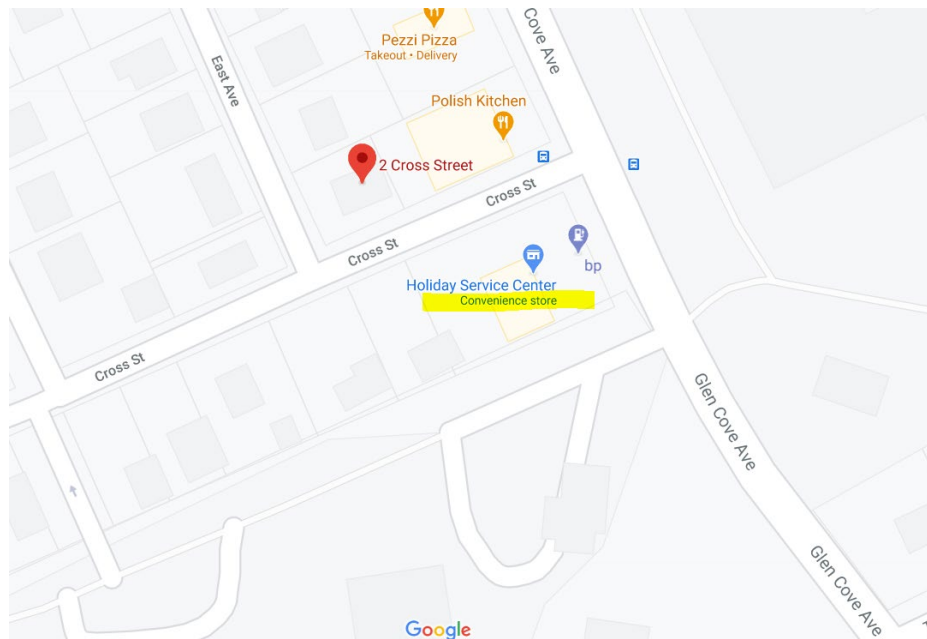 Cove Ave
Pezzi Pizza
Takeout • Delivery
East Ave
Polish Kitchen
2 Cross Street
Cross St
Cross St
bp
Holiday Service Center
Convenience store
Cross St
Glen Cove Ave
Glen Cove Ave
Google